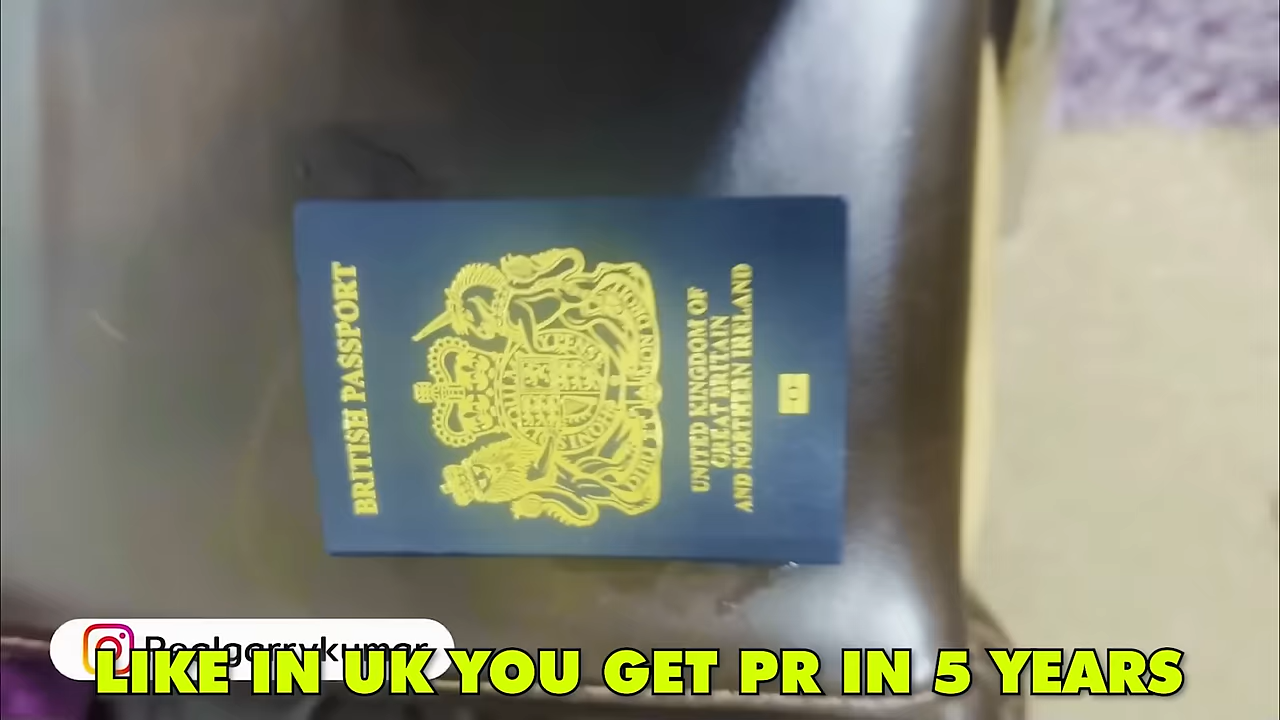 BRITISH PASSPORT
UNITED KINGDOM OF
GREAT BRITAIN
AND NORTHERN IRELAND
Realgarrykumar
LIKE IN UK YOU GET PR IN 5 YEARS